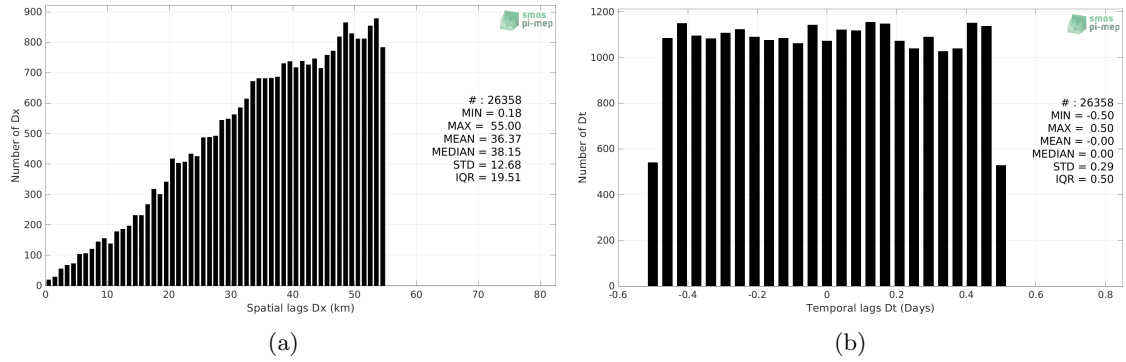 900
800
700
600
500
400
300
200
100
0
0 10 20 30 40 50 60 70 80
Number of Dx
Spatial lags Dx (km)
smos
pi-mep
# : 26358
MIN = 0.18
MAX = 55.00
MEAN = 36.37
MEDIAN = 38.15
STD = 12.68
IQR = 19.51
(a)
1200
1000
800
600
400
200
0
-0.6 -0.4 -0.2 0 0.2 0.4 0.6 0.8
Number of Dt
Temporal lags Dt (Days)
smos
pi-mep
# : 26358
MIN = -0.50
MAX = 0.50
MEAN = -0.00
MEDIAN = 0.00
STD = 0.29
IQR = 0.50
(b)